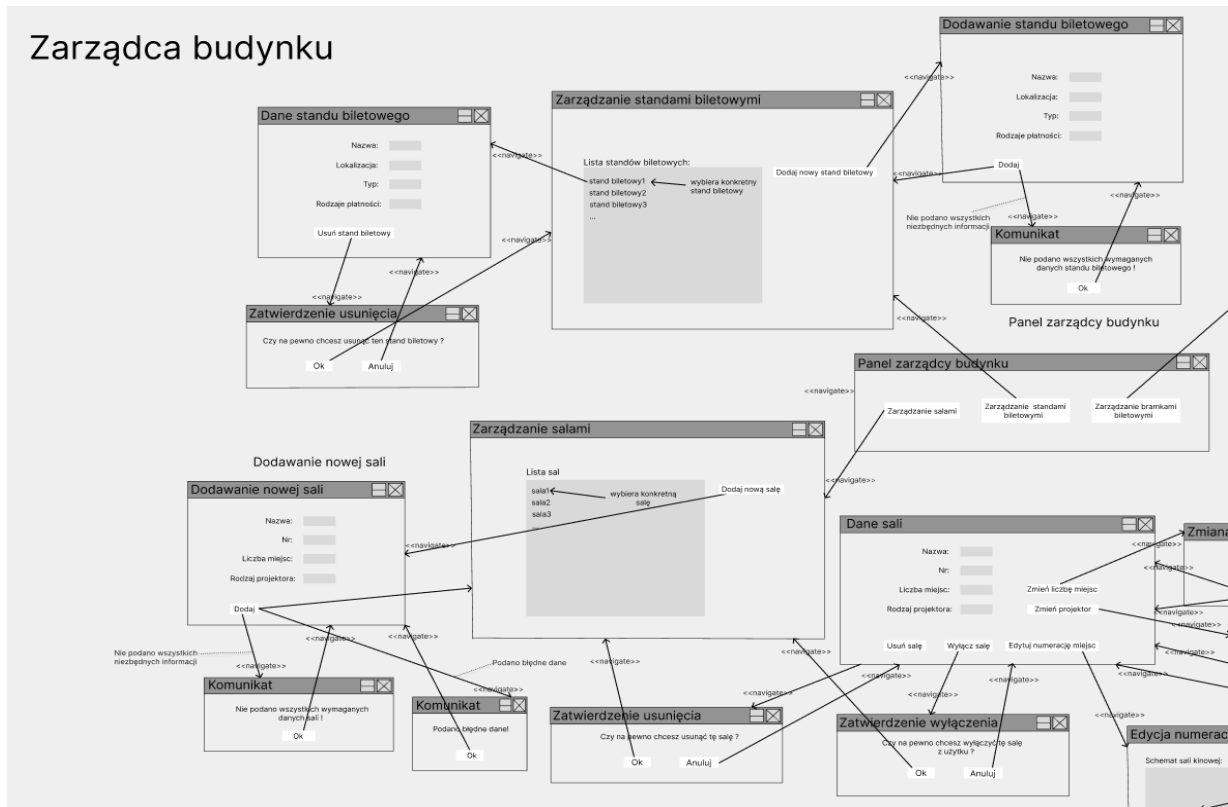 Zarządca budynku
Dodawanie standu biletowego
Nazwa:
Lokalizacja:
Typ:
Rodzaje płatności:
Dodaj
<<navigate>>
<<navigate>>
Nie podano wszystkich
niezbędnych informacji
<<navigate>>
<<navigate>>
Komunikat
Nie podano wszystkich wymaganych
danych standu biletowego !
Ok
Zarządzanie standami biletowymi
Lista standów biletowych:
stand biletowy1
stand biletowy2
stand biletowy3
...
wybiera konkretny
stand biletowy
Dodaj nowy stand biletowy
Dane standu biletowego
Nazwa:
Lokalizacja:
Typ:
Rodzaje płatności:
Usuń stand biletowy
<<navigate>>
<<navigate>>
<<navigate>>
<<navigate>>
Zatwierdzenie usunięcia
Czy na pewno chcesz usunąć ten stand biletowy ?
Ok
Anuluj
<<navigate>>
Panel zarządcy budynku
Panel zarządcy budynku
<<navigate>>
Zarządzanie salami
Zarządzanie standami
biletowymi
Zarządzanie bramkami
biletowymi
<<navigate>>
Zarządzanie salami
Lista sal
sala1
sala2
sala3
...
wybiera konkretną
salę
Dodaj nową salę
Dodawanie nowej sali
Dodawanie nowej sali
Nazwa:
Nr:
Liczba miejsc:
Rodzaj projektora:
Dodaj
<<navigate>>
Nie podano wszystkich
niezbędnych informacji
<<navigate>>
<<navigate>>
<<navigate>>
Podano błędne dane
<<navigate>>
Komunikat
Nie podano wszystkich wymaganych
danych sali !
Ok
Komunikat
Podano błędne dane!
Ok
Dane sali
Nazwa:
Nr:
Liczba miejsc:
Rodzaj projektora:
Zmień liczbę miejsc
Zmień projektor
Usuń salę
Wyłącz salę
Edytuj numerację miejsc
Zmiana
<<navigate>>
<<navigate>>
<<navigate>>
<<navigate>>
<<navigate>>
<<navigate>>
<<navigate>>
<<navigate>>
<<navigate>>
<<navigate>>
<<navigate>>
<<navigate>>
<<navigate>>
Zatwierdzenie usunięcia
Czy na pewno chcesz usunąć tę salę ?
Ok
Anuluj
Zatwierdzenie wyłączenia
Czy na pewno chcesz wyłączyć tę salę
z użytku ?
Ok
Anuluj
Edycja numerac
Schemat sali kinowej: